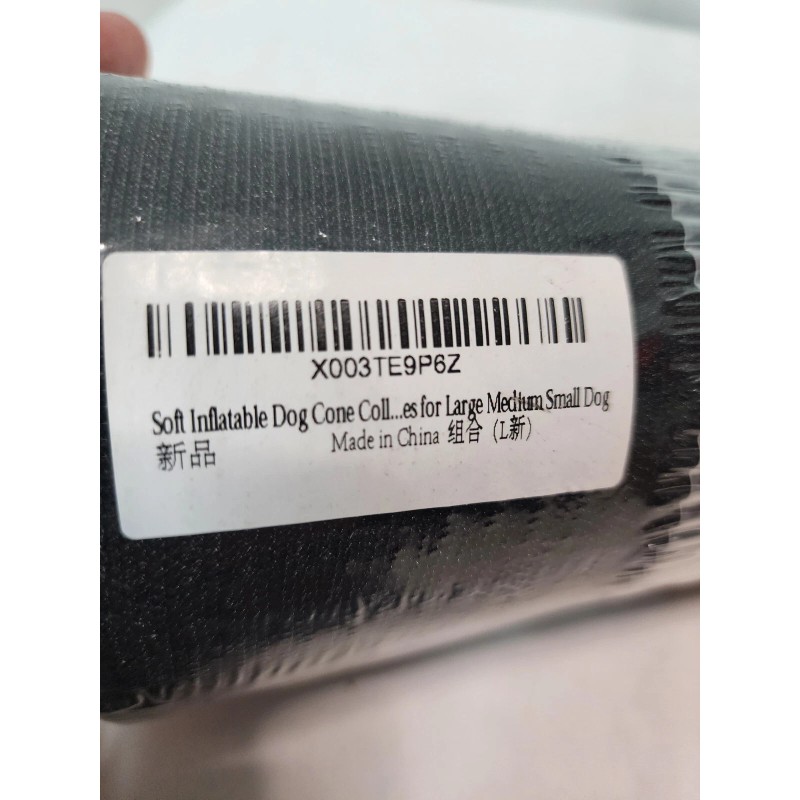 X003TE9P6Z
Soft Inflatable Dog Cone Coll...es for Large Medium Small Dog
新品 Made in China 组合 (L新)